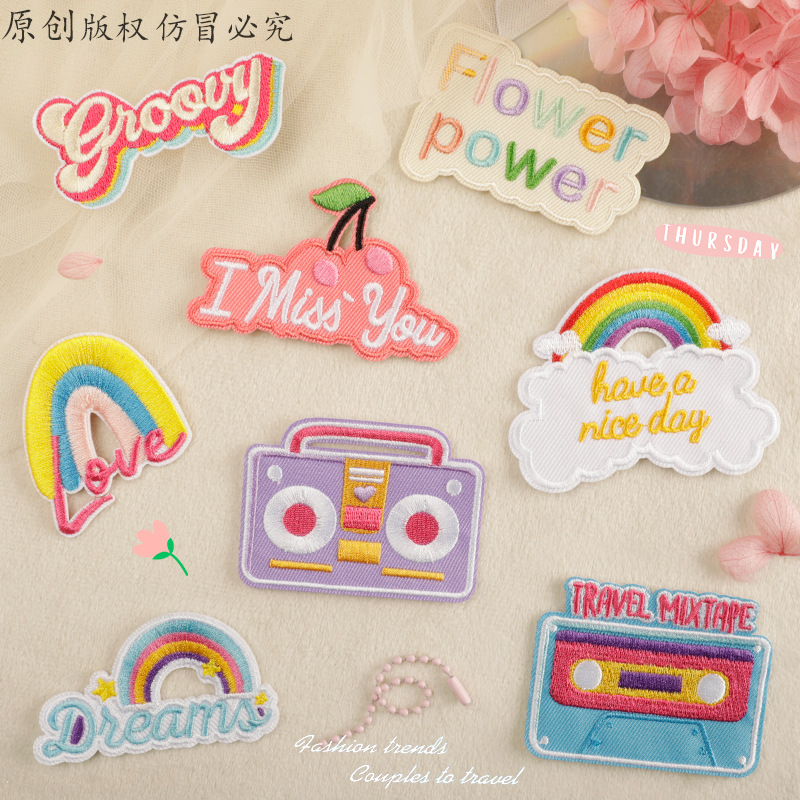 原创版权仿冒必究
Groovy
Flower
power
I Miss You
THURSDAY
have a
nice day
Love
TRAVEL MIXTAPE
Dreams
Fashion trends
Couples to travel